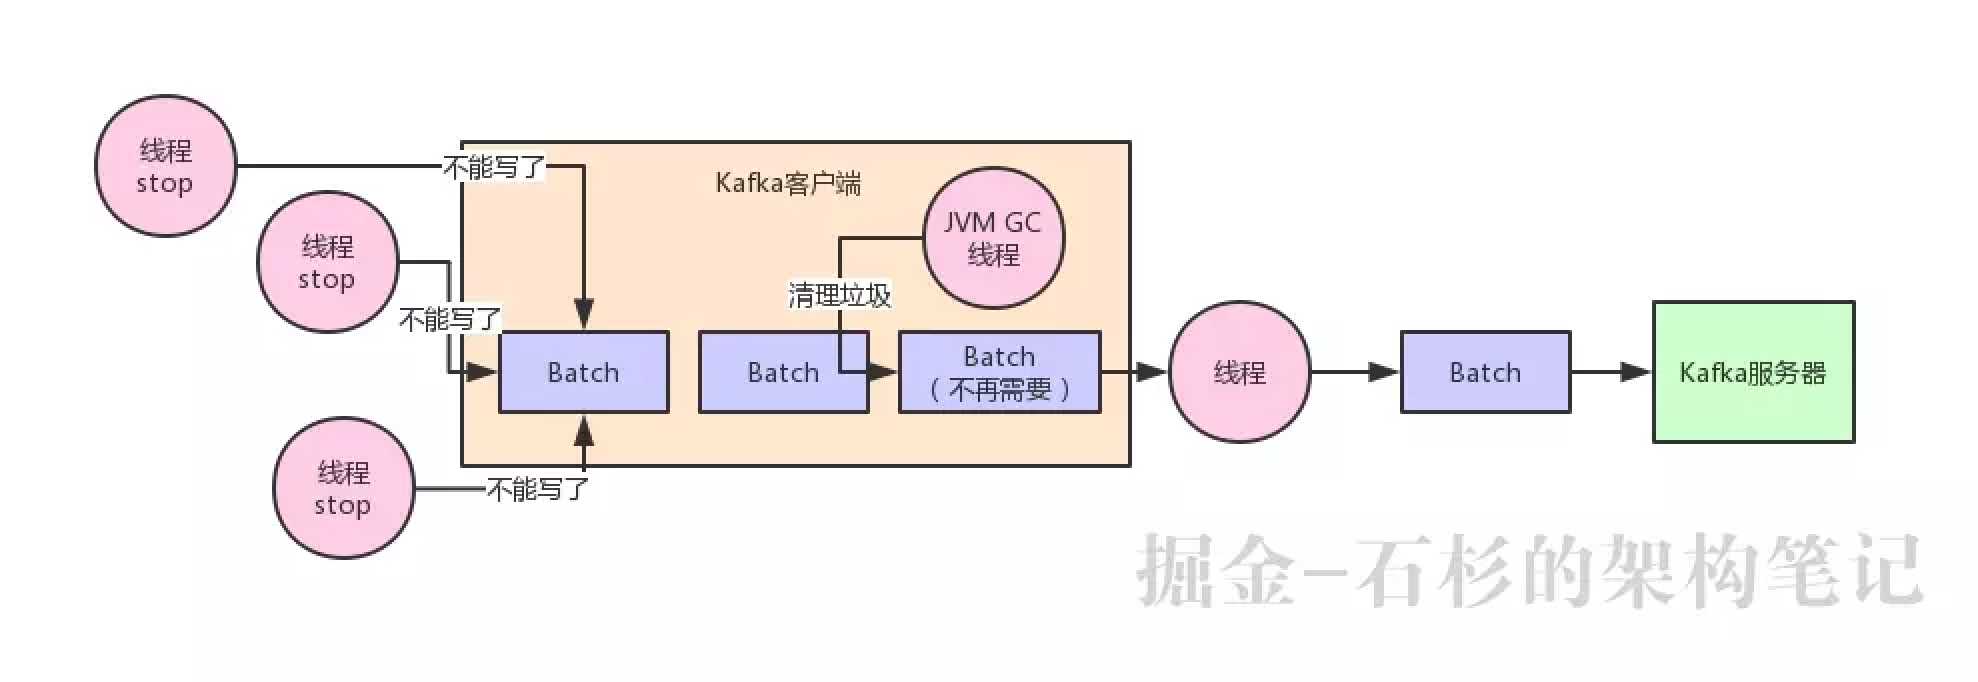 线程
stop
不能写了
线程
stop
不能写了
线程
stop
不能写了
Kafka客户端
JVM GC
线程
清理垃圾
Batch
Batch
Batch
（不再需要）
线程
Batch
Kafka服务器
掘金-石杉的架构笔记